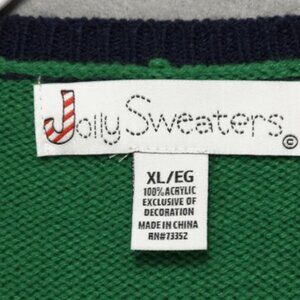 Jolly Sweaters ©
XL/EG
100% ACRYLIC
EXCLUSIVE OF
DECORATION
MADE IN CHINA
RN#73352